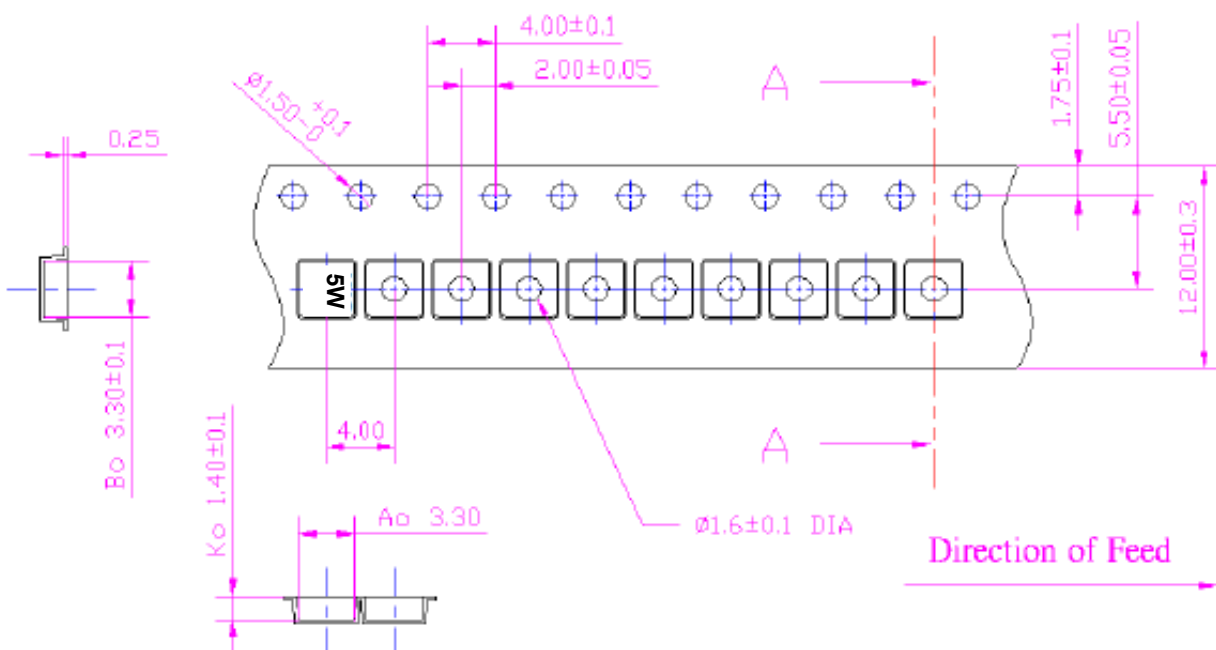 4.00±0.1
2.00±0.05
Ø1.50 +0.1 -0
A
1.75±0.1
5.50±0.05
0.25
12.00±0.3
5W
Bo 3.30±0.1
4.00
A
Ko 1.40±0.1
Ao 3.30
Ø1.6±0.1 DIA
Direction of Feed